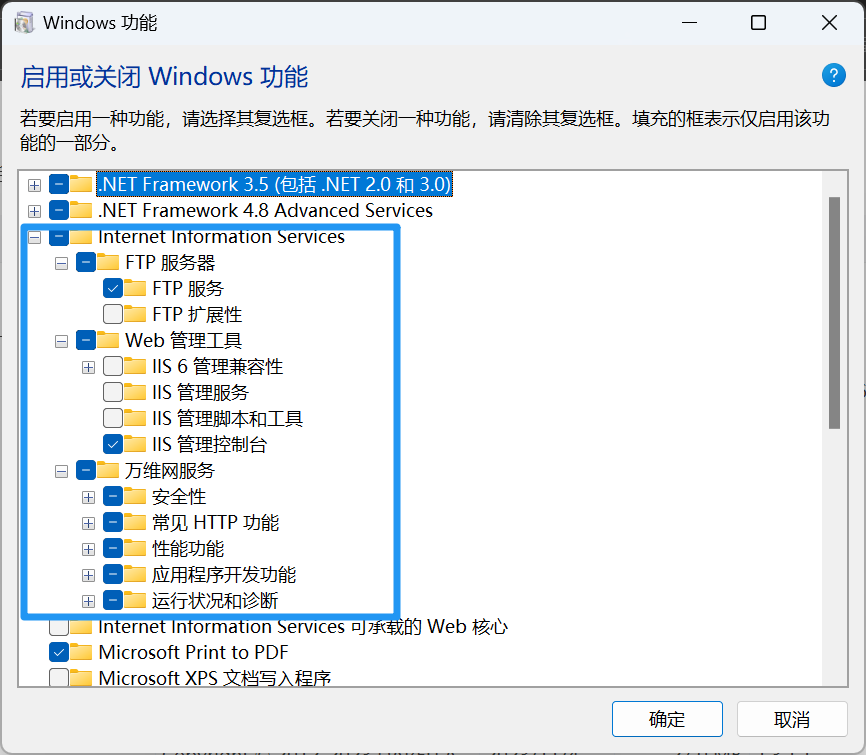 Windows 功能
启用或关闭 Windows 功能
若要启用一种功能，请选择其复选框。若要关闭一种功能，请清除其复选框。填充的框表示仅启用该功
能的一部分。
.NET Framework 3.5 (包括 .NET 2.0 和 3.0)
.NET Framework 4.8 Advanced Services
Internet Information Services
FTP 服务器
FTP 服务
FTP 扩展性
Web 管理工具
IIS 6 管理兼容性
IIS 管理服务
IIS 管理脚本和工具
IIS 管理控制台
万维网服务
安全性
常见 HTTP 功能
性能功能
应用程序开发功能
运行状况和诊断
Internet Information Services 可承载的 Web 核心
Microsoft Print to PDF
Microsoft XPS 文档写入程序
确定
取消